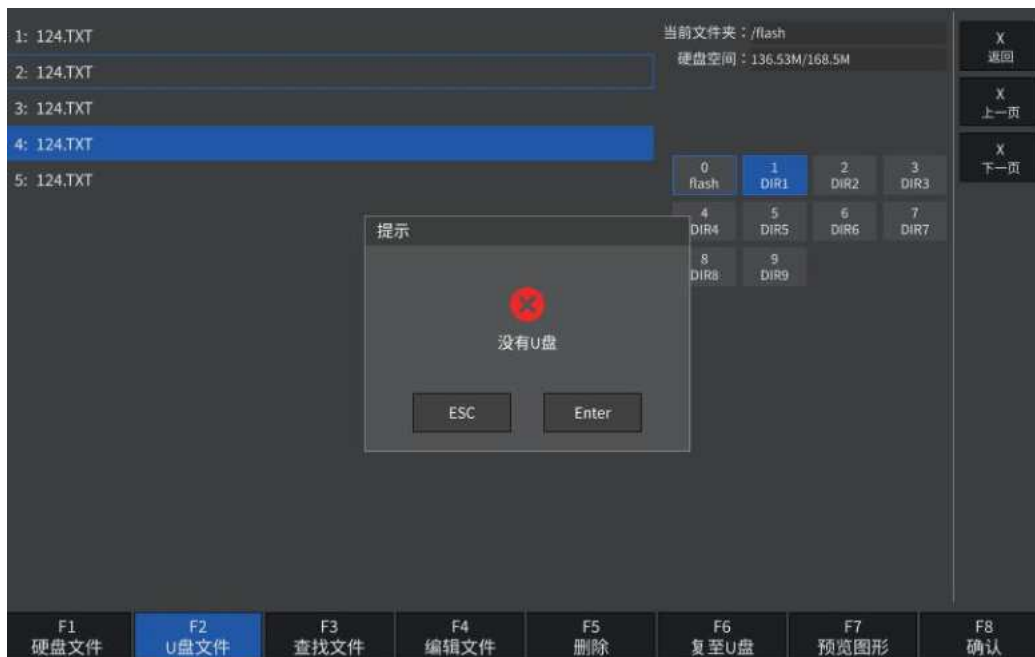 1: 124.TXT
2: 124.TXT
3: 124.TXT
4: 124.TXT
5: 124.TXT
当前文件夹：/flash
硬盘空间：136.53M/168.5M
0
flash
1
DIR1
2
DIR2
3
DIR3
4
DIR4
5
DIR5
6
DIR6
7
DIR7
8
DIR8
9
DIR9
X
返回
X
上一页
X
下一页
提示
没有U盘
ESC
Enter
F1
硬盘文件
F2
U盘文件
F3
查找文件
F4
编辑文件
F5
删除
F6
复至U盘
F7
预览图形
F8
确认